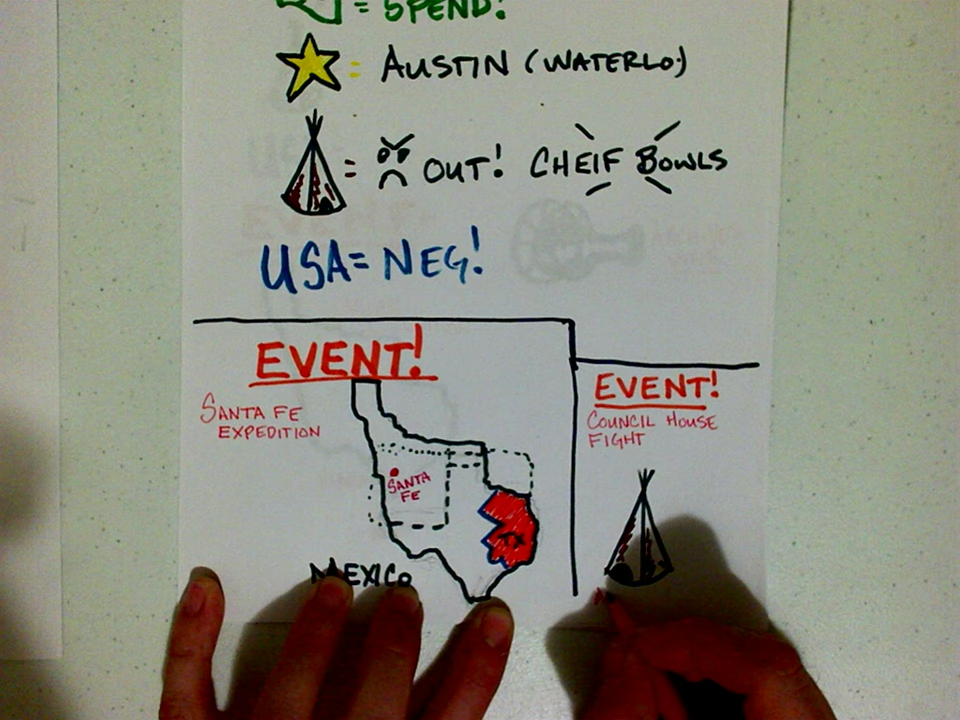 = SPEND!
= AUSTIN (WATERLO.)
= OUT! CHEIF BOWLS
USA = NEG!
EVENT!
SANTA FE
EXPEDITION
SANTA
FE
TX
MEXICO
EVENT!
COUNCIL HOUSE
FIGHT